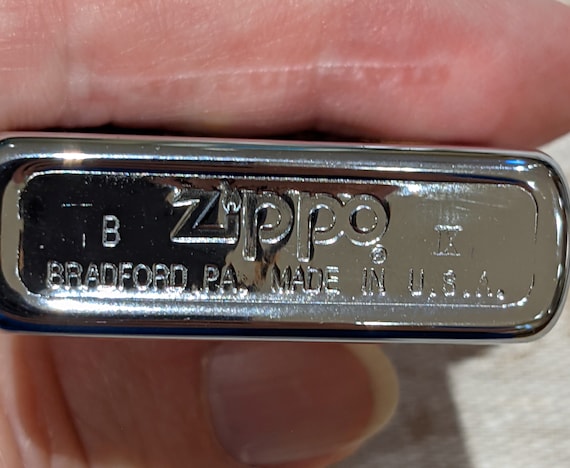 B Zippo ® IX
BRADFORD, PA. MADE IN U.S.A.